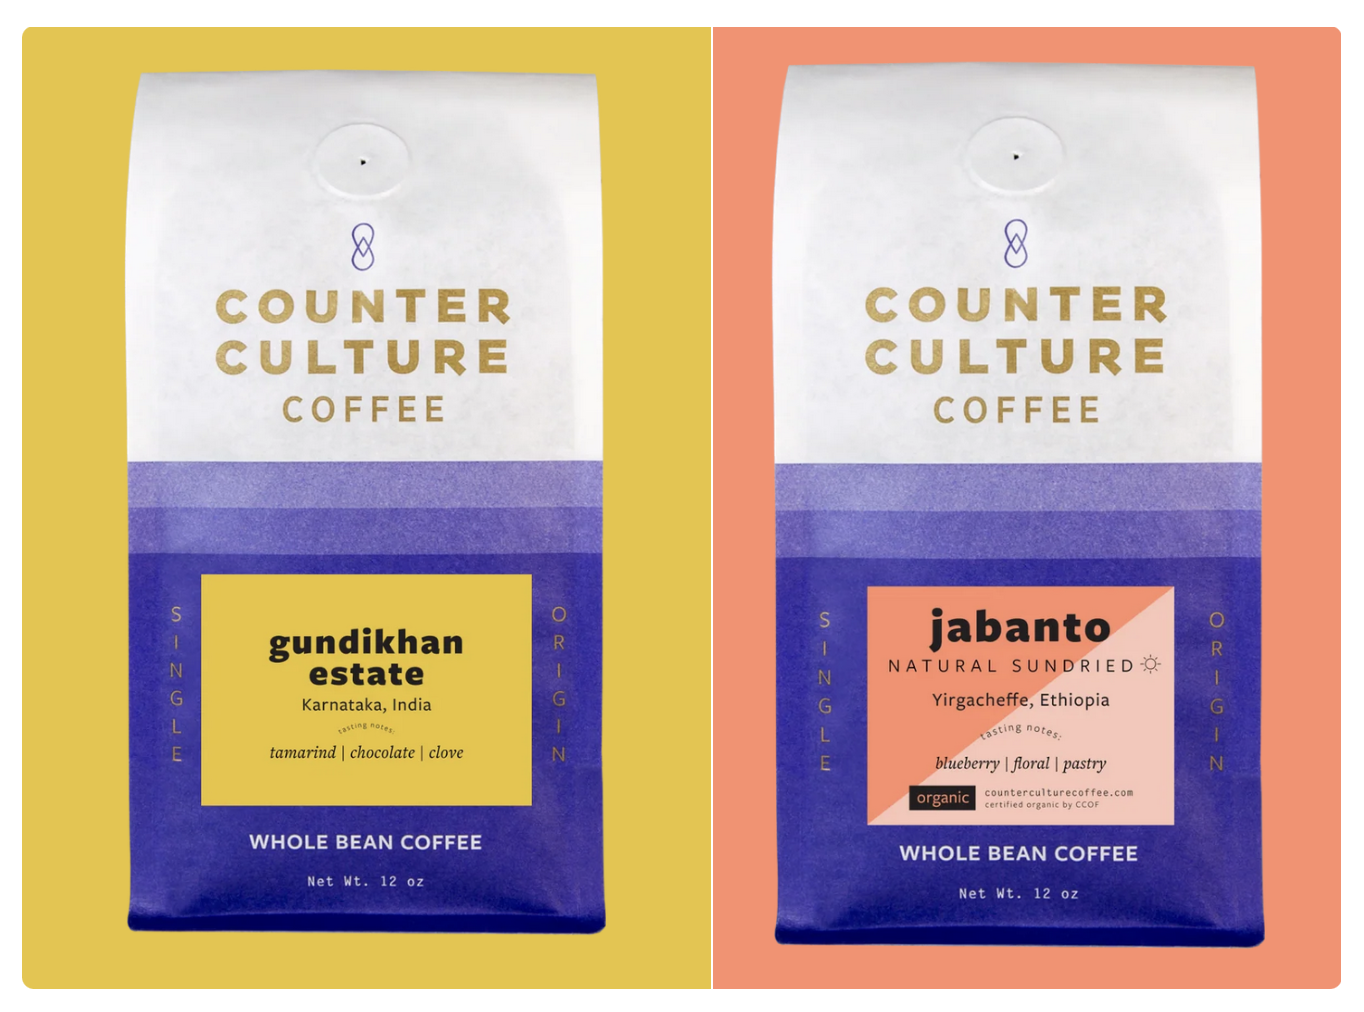 COUNTER
CULTURE
COFFEE
SINGLE
ORIGIN
gundikhan
estate
Karnataka, India
tasting notes:
tamarind | chocolate | clove
WHOLE BEAN COFFEE
Net Wt. 12 oz
COUNTER
CULTURE
COFFEE
SINGLE
ORIGIN
jabanto
NATURAL SUNDRIED
Yirgacheffe, Ethiopia
tasting notes:
blueberry | floral | pastry
organic
counterculturecoffee.com
certified organic by CCOF
WHOLE BEAN COFFEE
Net Wt. 12 oz